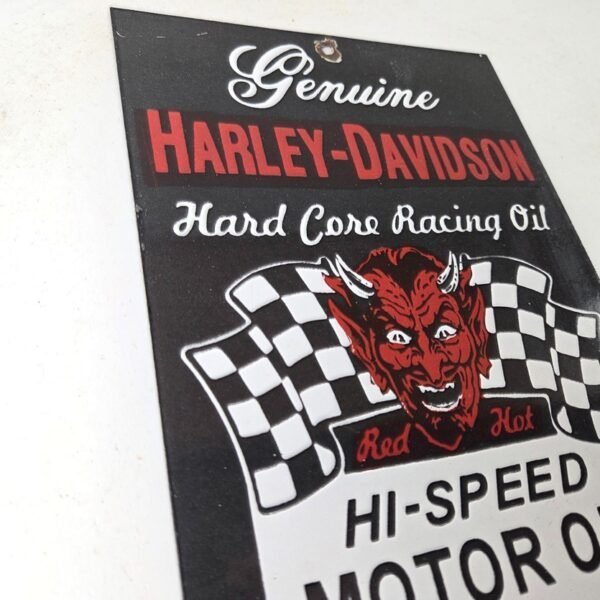 Genuine
HARLEY-DAVIDSON
Hard Core Racing Oil
Red Hot
HI-SPEED
MOTOR